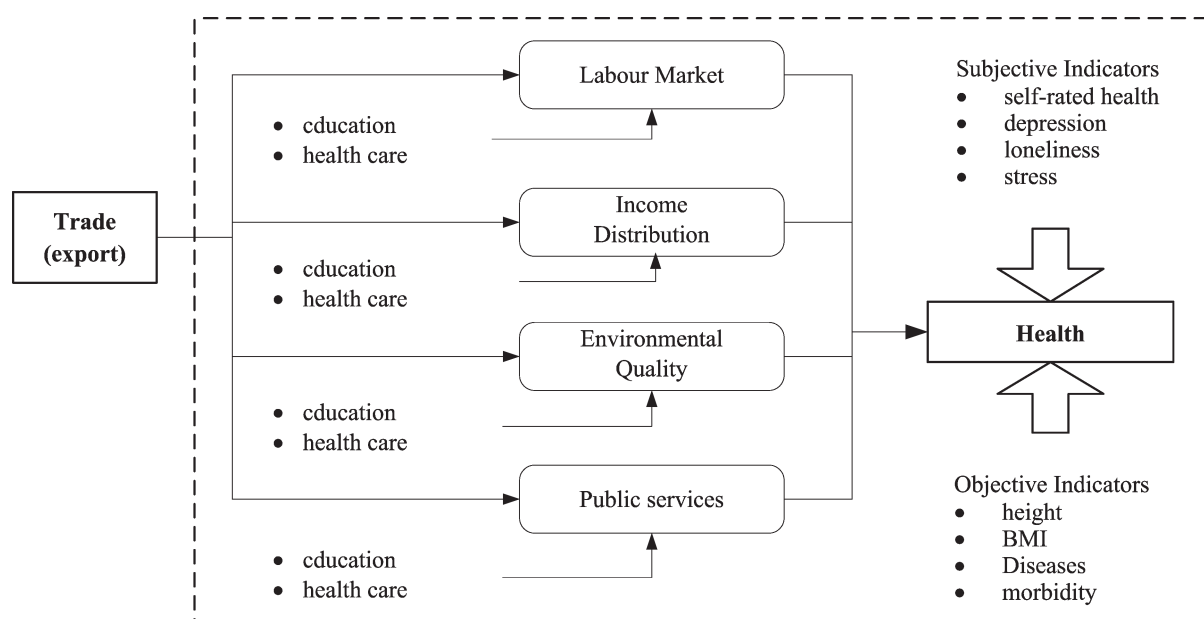 Trade
(export)
Labour Market
• cducation
• health care
Income
Distribution
• cducation
• health care
Environmental
Quality
• cducation
• health care
Public services
• cducation
• health care
Subjective Indicators
• self-rated health
• depression
• loneliness
• stress
Health
Objective Indicators
• height
• BMI
• Diseases
• morbidity